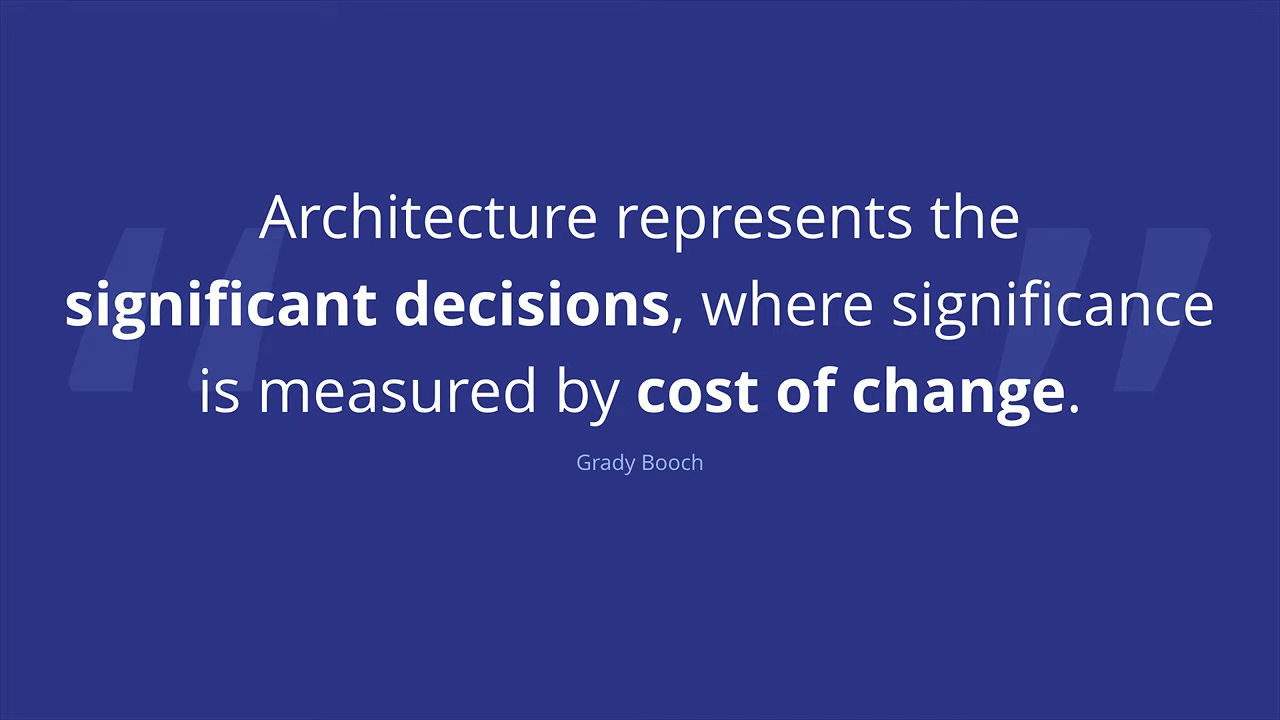 Architecture represents the
significant decisions, where significance
is measured by cost of change.
Grady Booch